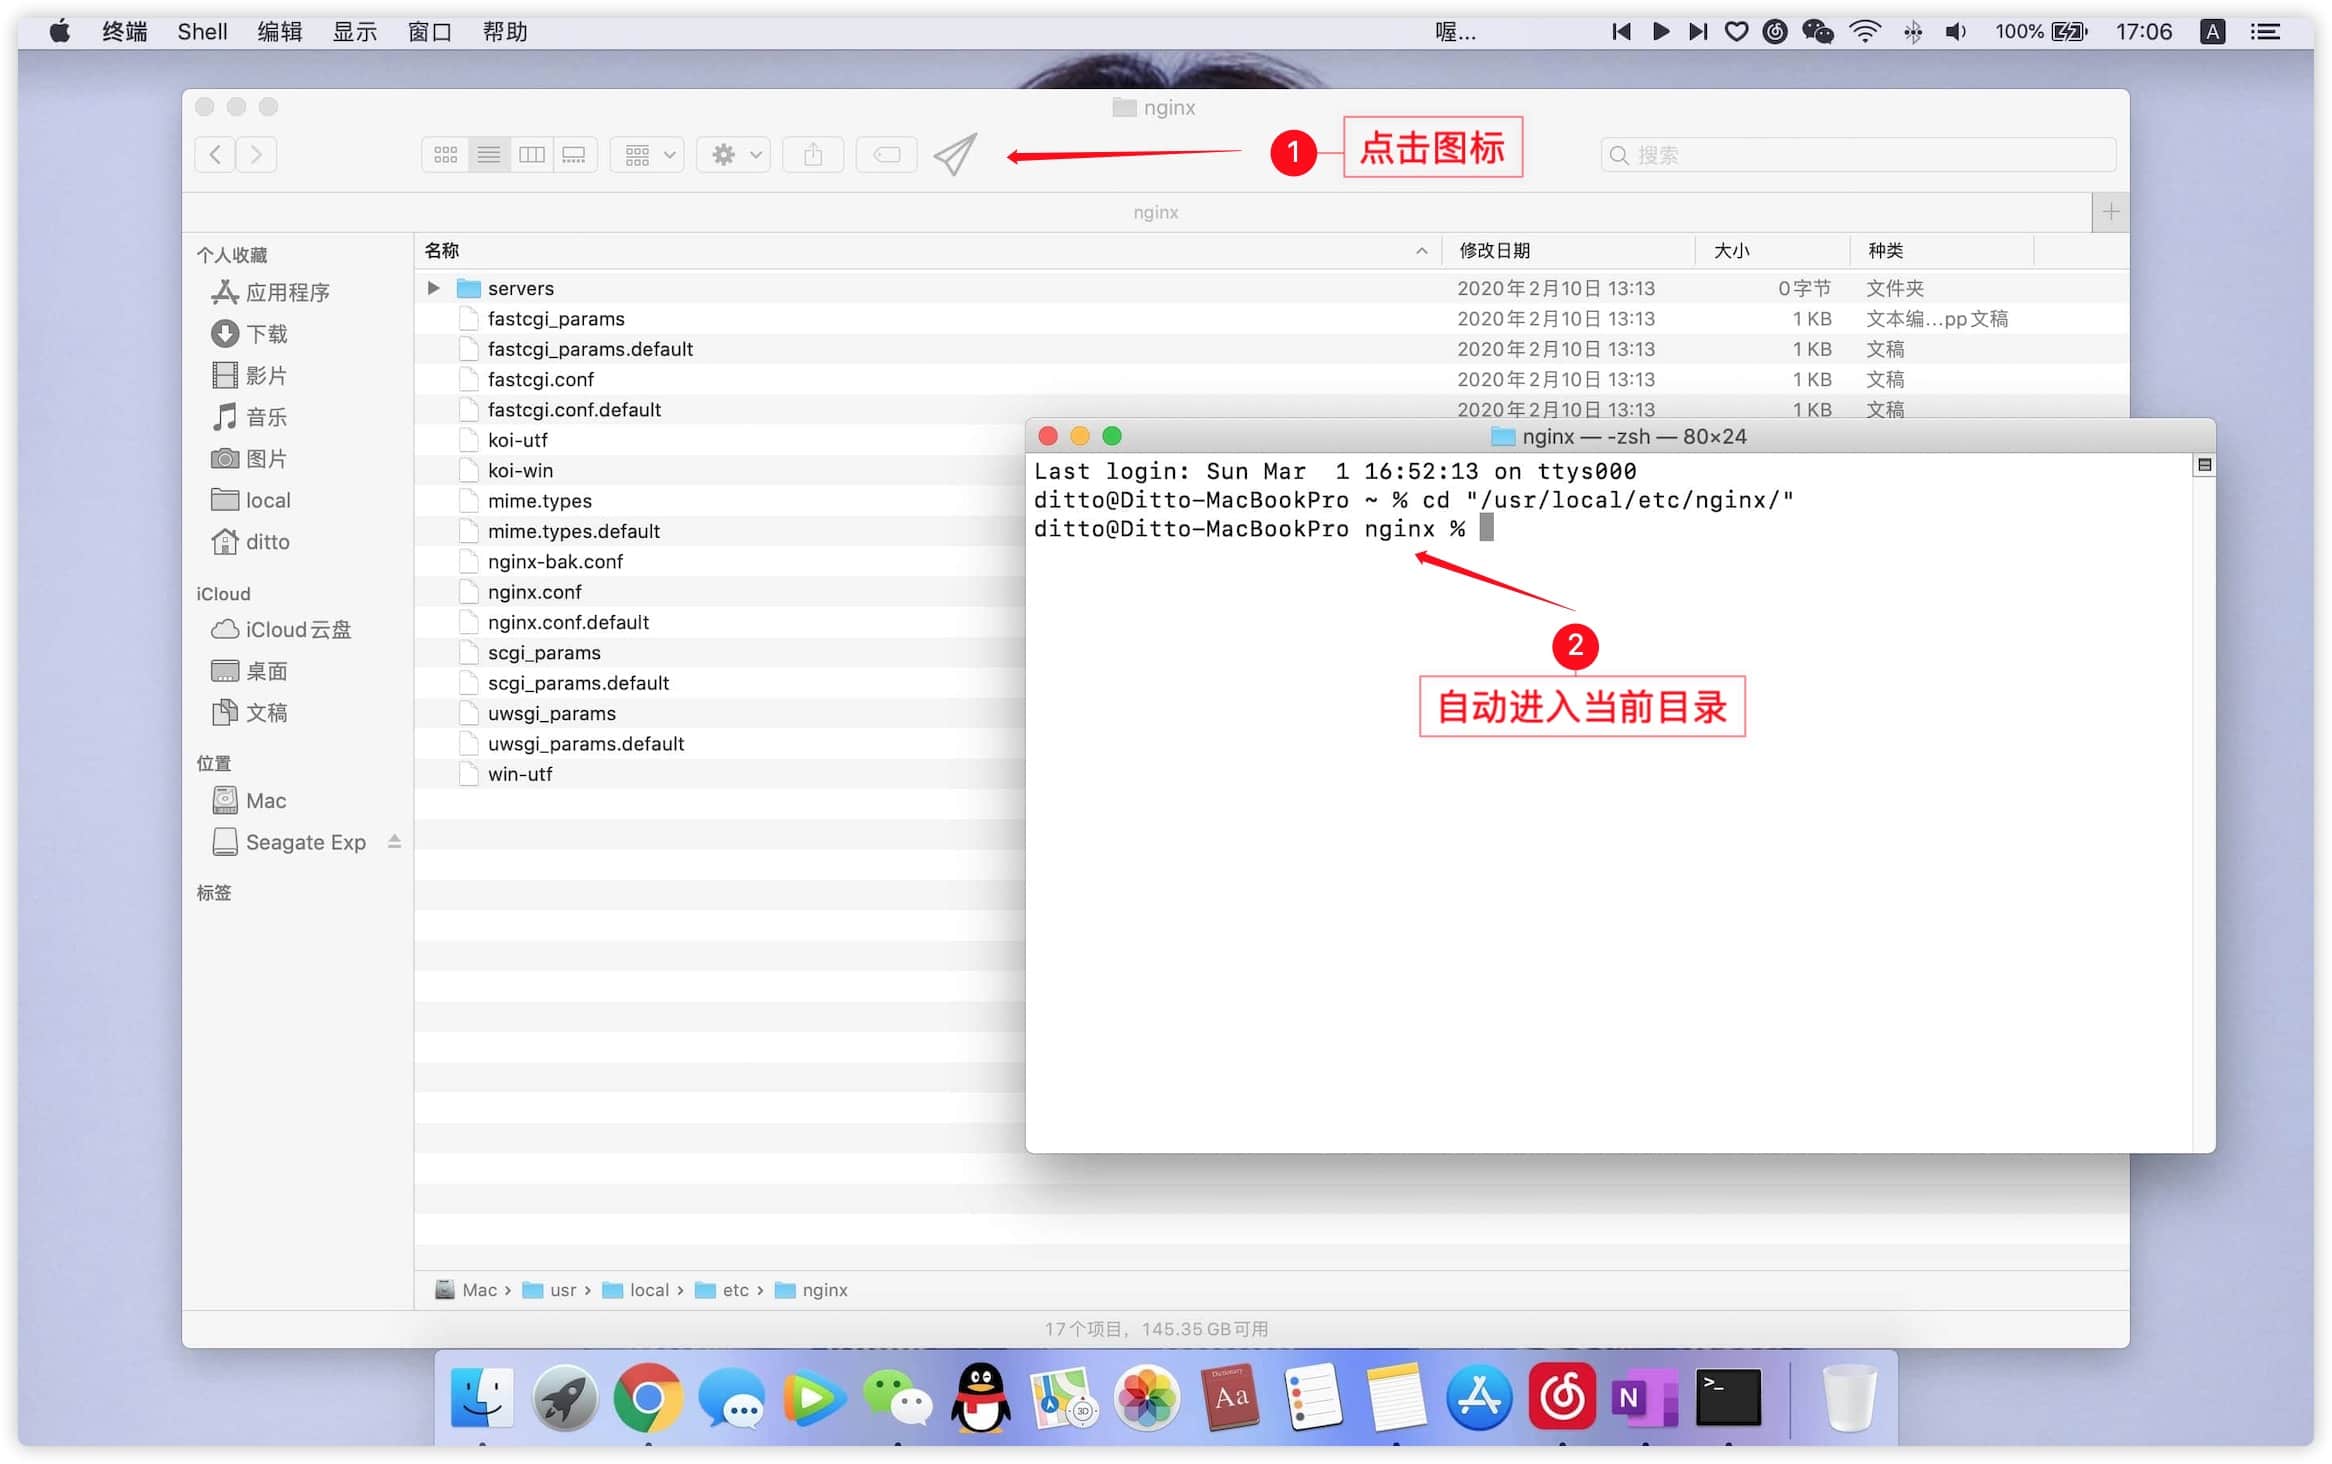 终端 Shell 编辑 显示 窗口 帮助 喔... 100% 17:06 A
nginx
1 点击图标
搜索
nginx
个人收藏
应用程序
下载
影片
音乐
图片
local
ditto
iCloud
iCloud云盘
桌面
文稿
位置
Mac
Seagate Exp
标签
名称 修改日期 大小 种类
servers 2020年2月10日 13:13 0字节 文件夹
fastcgi_params 2020年2月10日 13:13 1 KB 文本编...pp文稿
fastcgi_params.default 2020年2月10日 13:13 1 KB 文稿
fastcgi.conf 2020年2月10日 13:13 1 KB 文稿
fastcgi.conf.default 2020年2月10日 13:13 1 KB 文稿
koi-utf
koi-win
mime.types
mime.types.default
nginx-bak.conf
nginx.conf
nginx.conf.default
scgi_params
scgi_params.default
uwsgi_params
uwsgi_params.default
win-utf
nginx — -zsh — 80×24
Last login: Sun Mar  1 16:52:13 on ttys000
ditto@Ditto-MacBookPro ~ % cd "/usr/local/etc/nginx/"
ditto@Ditto-MacBookPro nginx %
2
自动进入当前目录
Mac › usr › local › etc › nginx
17个项目，145.35 GB可用
3D
Dictionary
Aa
N
>_